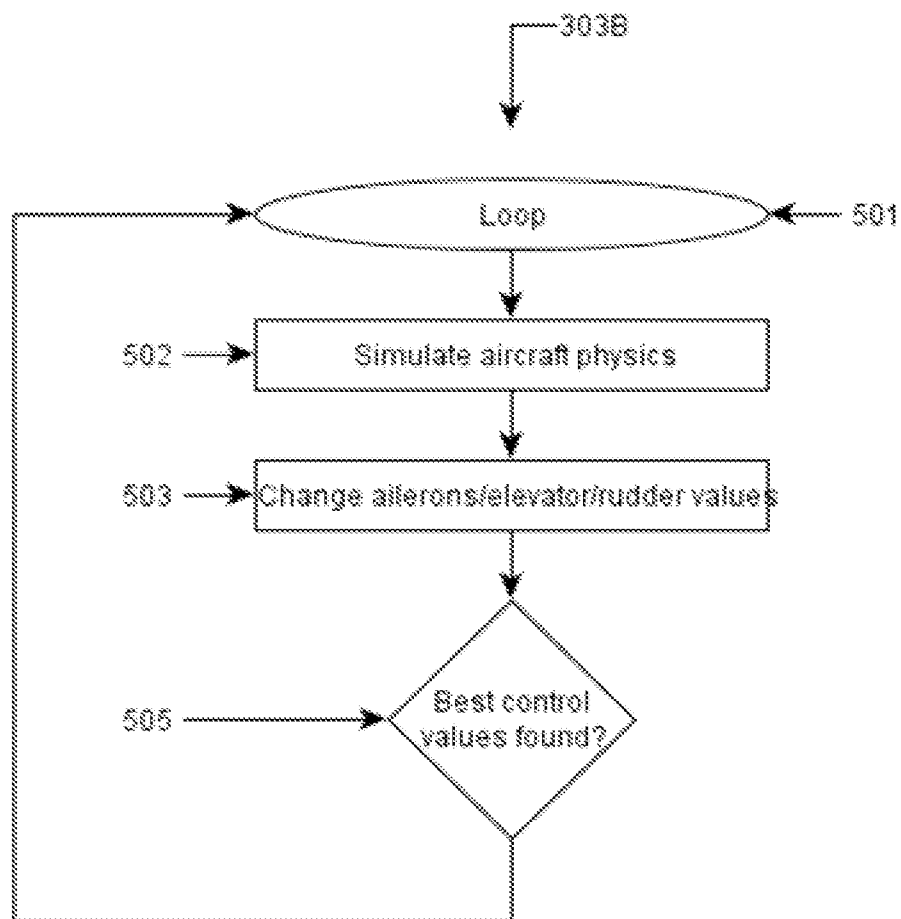 303B
Loop
501
502
Simulate aircraft physics
503
Change ailerons/elevator/rudder values
505
Best control
values found?